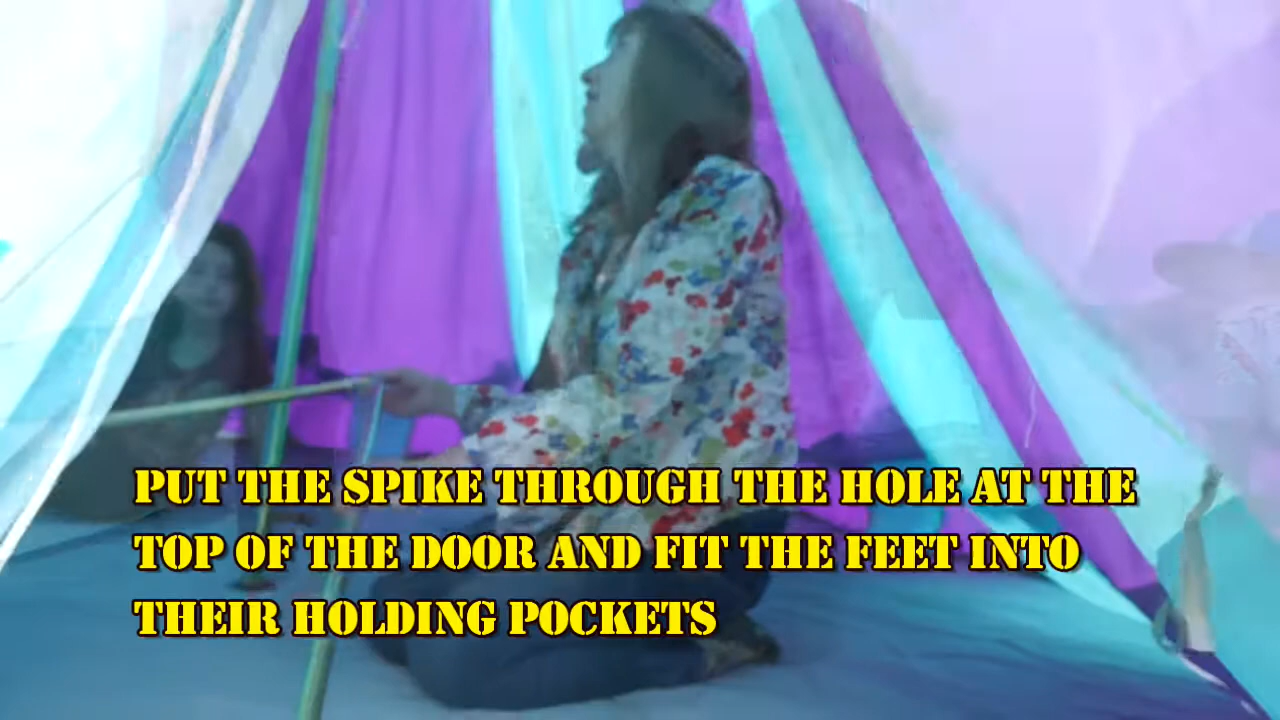 PUT THE SPIKE THROUGH THE HOLE AT THE
TOP OF THE DOOR AND FIT THE FEET INTO
THEIR HOLDING POCKETS